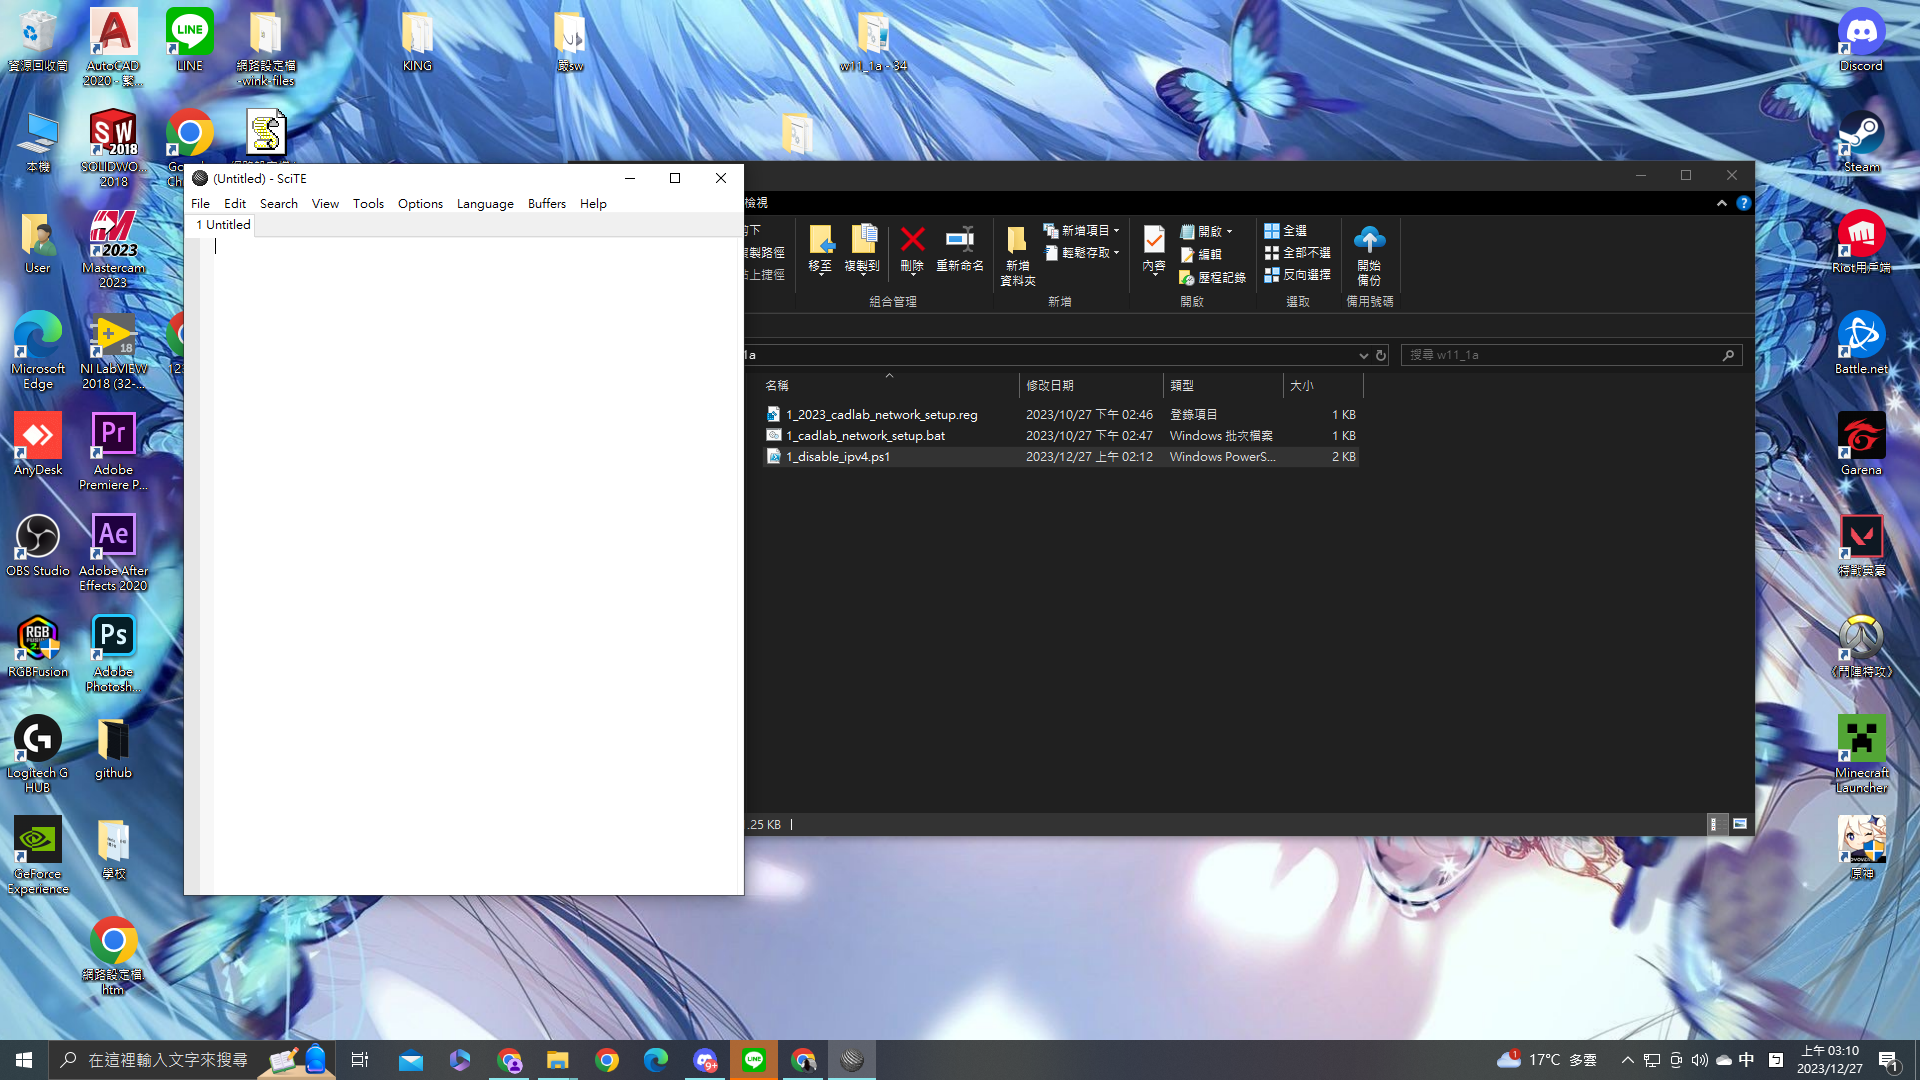 資源回收筒
AutoCAD
2020 - 繁...
LINE
網路設定檔
-wink-files
KING
嚴sw
w11_1a - 34
Discord
本機
SOLIDWO...
2018
Steam
User
Mastercam
2023
Riot用戶端
Microsoft
Edge
NI LabVIEW
2018 (32-...
Battle.net
AnyDesk
Adobe
Premiere P...
Garena
OBS Studio
Adobe After
Effects 2020
特戰英豪
RGBFusion
Adobe
Photosh...
《鬥陣特攻》
Logitech G
HUB
github
Minecraft
Launcher
GeForce
Experience
學校
原神
網路設定檔.
htm
(Untitled) - SciTE
File Edit Search View Tools Options Language Buffers Help
1 Untitled
檢視
移至
複製到
刪除
重新命名
組合管理
新增
資料夾
新增項目
輕鬆存取
新增
內容
開啟
編輯
歷程記錄
開啟
全選
全部不選
反向選擇
選取
開始
備份
備用號碼
1a
搜尋 w11_1a
名稱 修改日期 類型 大小
1_2023_cadlab_network_setup.reg 2023/10/27 下午 02:46 登錄項目 1 KB
1_cadlab_network_setup.bat 2023/10/27 下午 02:47 Windows 批次檔案 1 KB
1_disable_ipv4.ps1 2023/12/27 上午 02:12 Windows PowerS... 2 KB
.25 KB
在這裡輸入文字來搜尋
9+
LINE
1
17°C 多雲
中
上午 03:10
2023/12/27
1